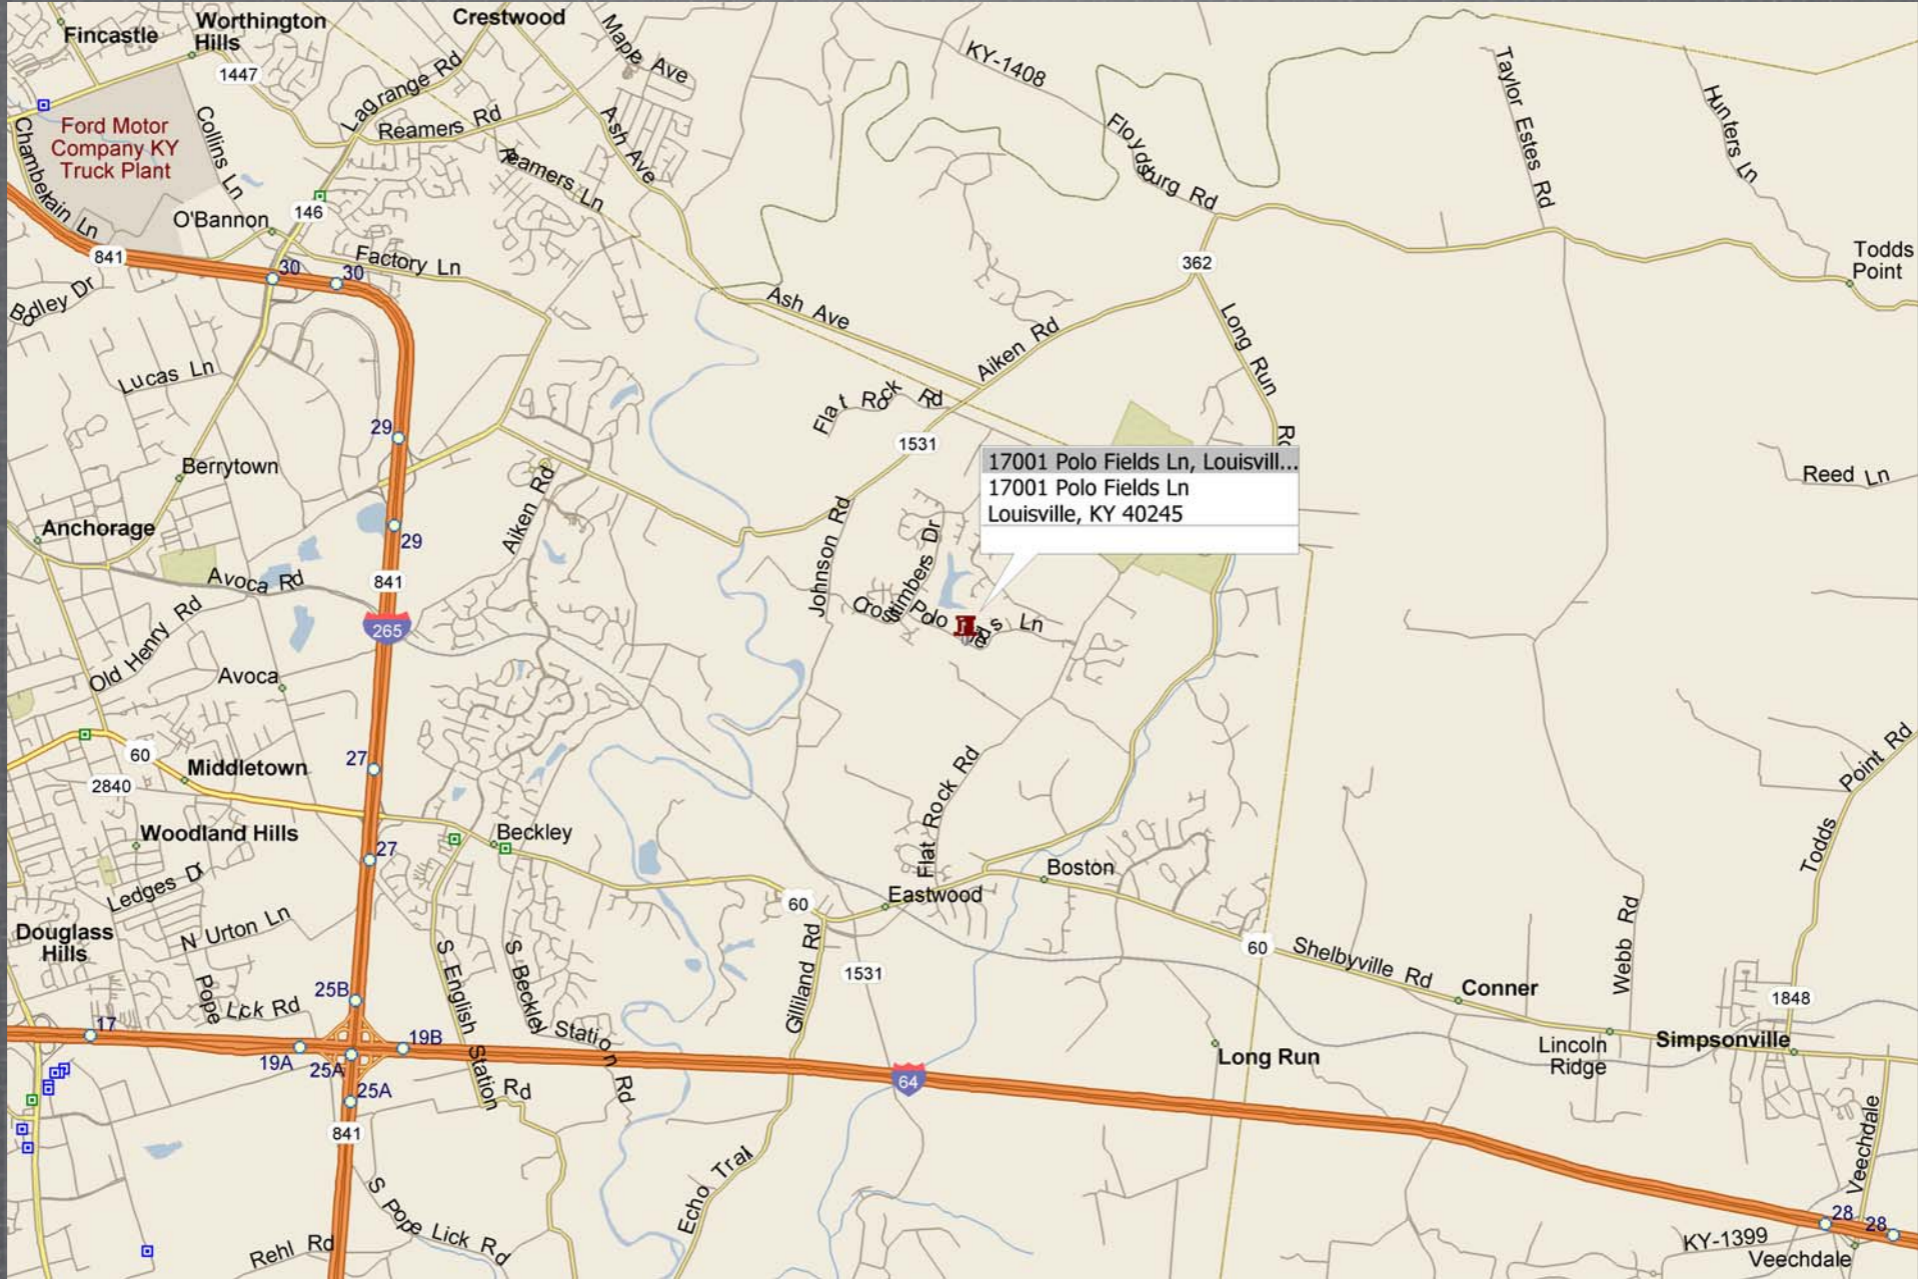 Fincastle
Worthington
Hills
Crestwood
1447
Lagrange Rd
Maple Ave
KY-1408
Taylor Estes Rd
Hunters Ln
Ford Motor
Company KY
Truck Plant
Collins Ln
Reamers Rd
Ash Ave
Floydsburg Rd
Chamberlain Ln
Reamers Ln
O'Bannon
146
841
Factory Ln
30
30
362
Todds
Point
Bodley Dr
Ash Ave
Aiken Rd
Long Run Rd
Lucas Ln
Flat Rock Rd
29
1531
Berrytown
17001 Polo Fields Ln, Louisvill...
17001 Polo Fields Ln
Louisville, KY 40245
Reed Ln
Anchorage
29
Aiken Rd
Johnson Rd
Crosstimbers Dr
Avoca Rd
841
265
Polo Fields Ln
Old Henry Rd
Avoca
60
27
Middletown
2840
Flat Rock Rd
Point Rd
Todds
Woodland Hills
Beckley
27
Boston
Ledges Dr
Eastwood
60
N Urton Ln
Douglass
Hills
S English Station Rd
S Beckley Station Rd
Gilliland Rd
1531
60
Shelbyville Rd
Webb Rd
Conner
Pope Lick Rd
25B
1848
17
19A
25A
19B
25A
64
Long Run
Lincoln
Ridge
Simpsonville
841
Echo Trail
Veechdale
S Pope Lick Rd
Rehl Rd
28
28
KY-1399
Veechdale